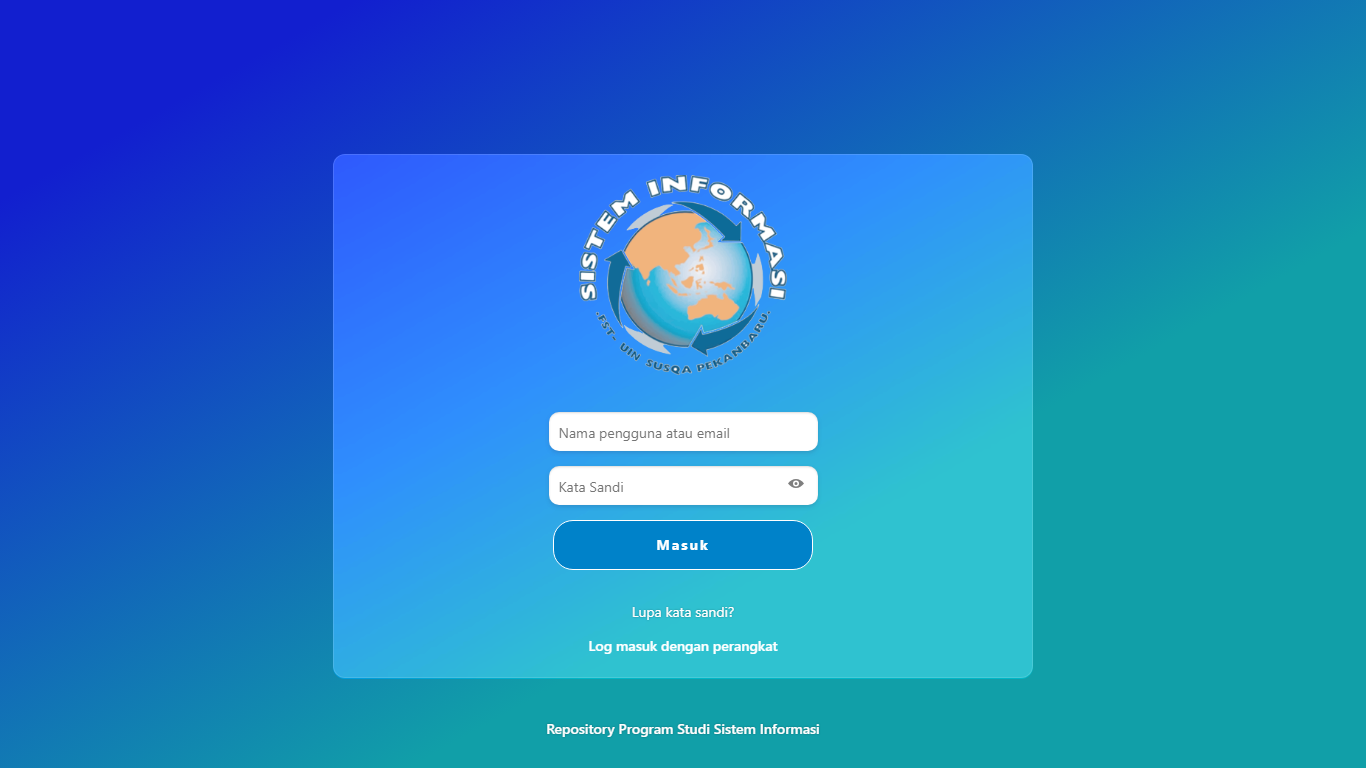 SISTEM INFORMASI
.FST- UIN SUSQA PEKANBARU.
Nama pengguna atau email
Kata Sandi
Masuk
Lupa kata sandi?
Log masuk dengan perangkat
Repository Program Studi Sistem Informasi